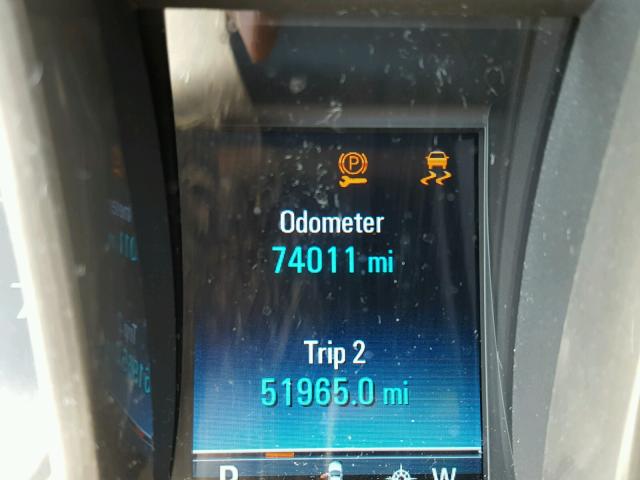 P
Odometer
74011 mi
Trip 2
51965.0 mi
P W